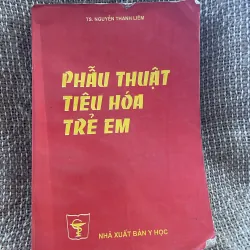 TS. NGUYỄN THANH LIÊM
PHẪU THUẬT
TIÊU HÓA
TRẺ EM
NHÀ XUẤT BẢN Y HỌC